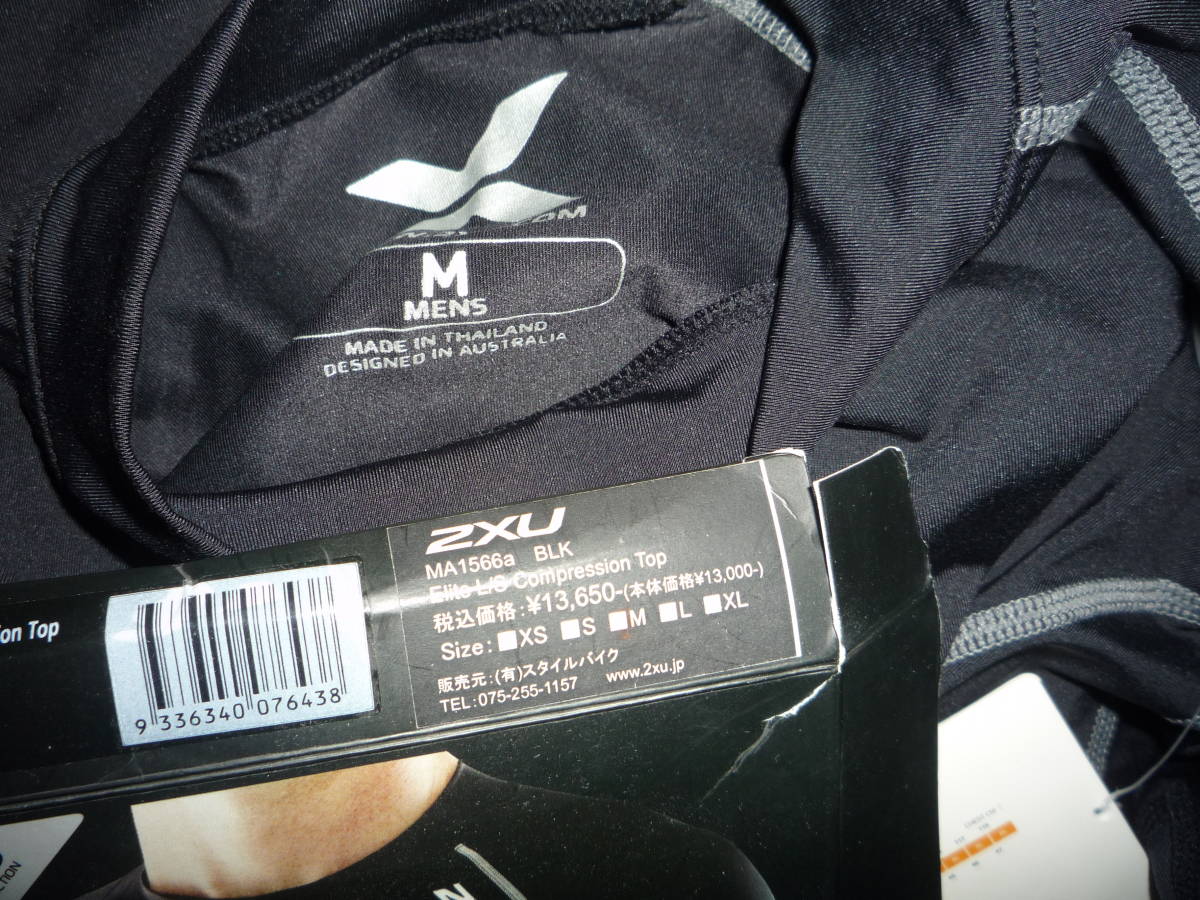 M
MENS
MADE IN THAILAND
DESIGNED IN AUSTRALIA
2XU
MA1566a BLK
Elite L/S Compression Top
税込価格:¥13,650-(本体価格¥13,000-)
Size: XS S M L XL
販売元:(有)スタイルバイク
TEL:075-255-1157 www.2xu.jp
ion Top
9 336340 076438
N